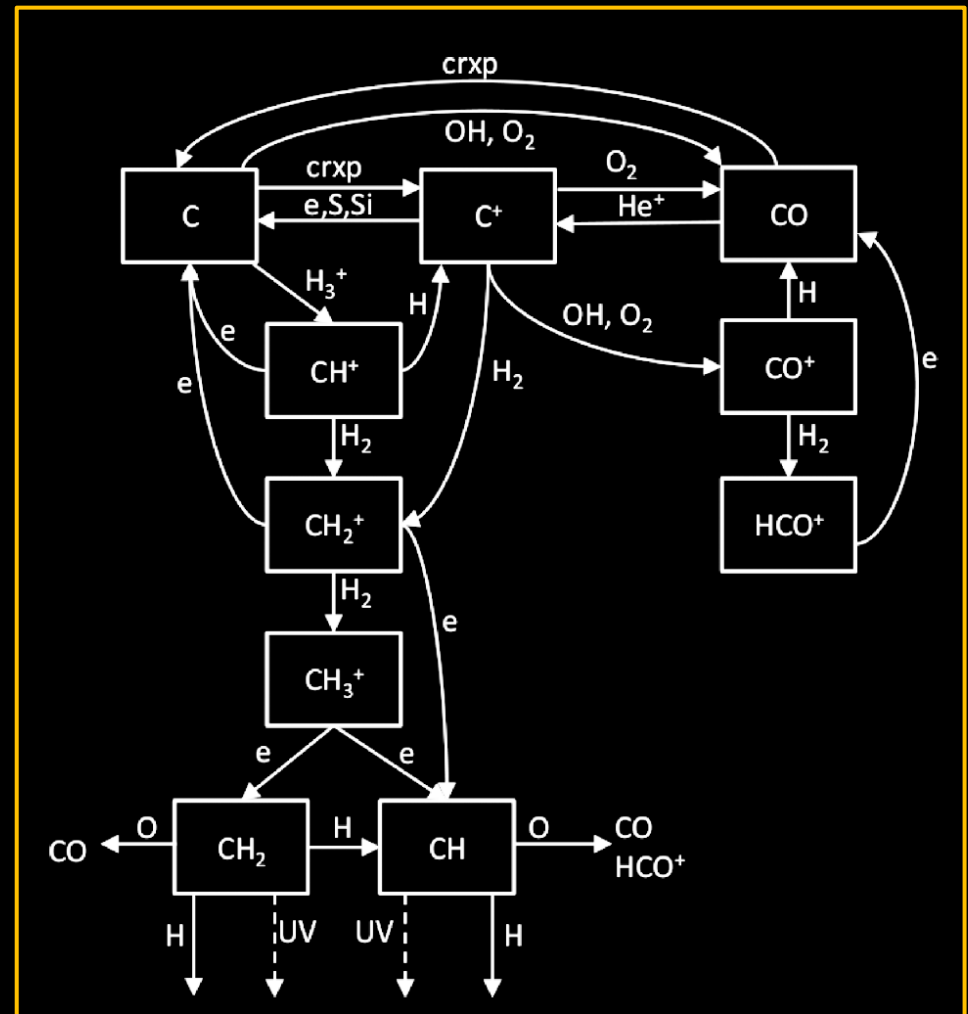 crxp
OH, O₂
crxp
O₂
C
e,S,Si
C⁺
He⁺
CO
H₃⁺
H
OH, O₂
H
e
CH⁺
H₂
CO⁺
e
e
H₂
H₂
CH₂⁺
HCO⁺
H₂
e
CH₃⁺
e
e
CO
O
CH₂
H
CH
O
CO
HCO⁺
H
UV
UV
H